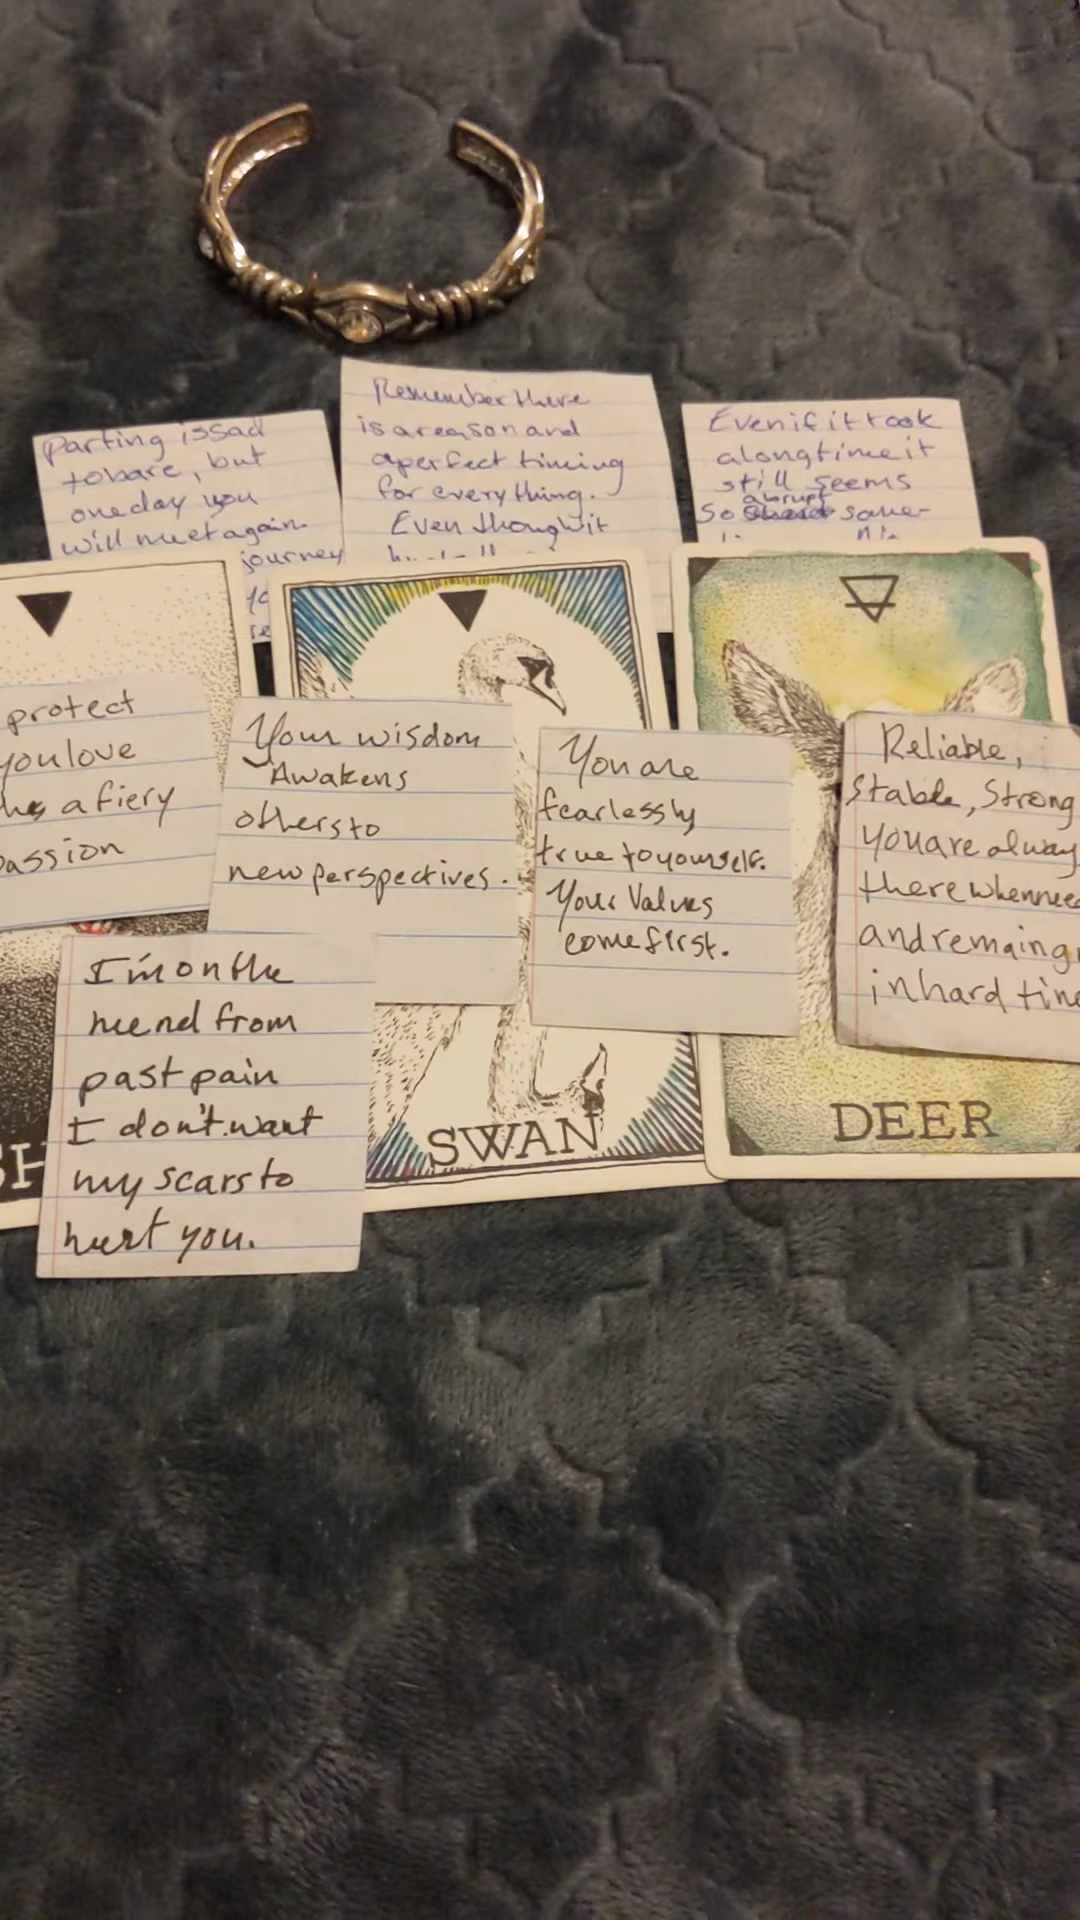 Parting is sad
to bare, but
one day you
will meet again.
journey
Remember there
is a reason and
a perfect timing
for everything.
Even though it
Even if it took
a long time it
still seems
abrupt
So some-
protect
you love
a fiery
passion
Your wisdom
Awakens
others to
new perspectives.
You are
fearlessly
true to yourself.
Your Values
come first.
Reliable,
Stable, Strong
you are alway
there when nee
and remaing
in hard tim
I'm on the
mend from
past pain
I don't want
my scars to
hurt you.
SH
SWAN
DEER